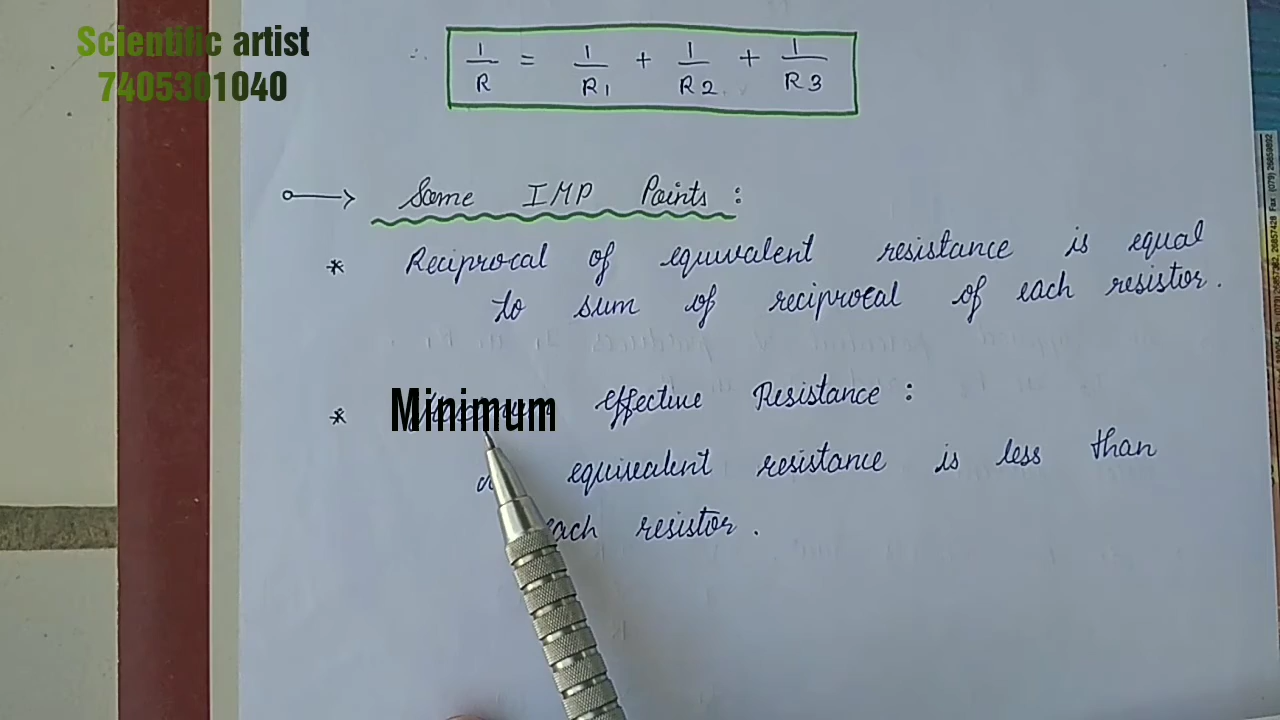 Scientific artist
7405301040
∴ 1/R = 1/R1 + 1/R2 + 1/R3
Some IMP Points :
* Reciprocal of equivalent resistance is equal
to sum of reciprocal of each resistor.
* Minimum effective Resistance :
equivalent resistance is less than
each resistor.